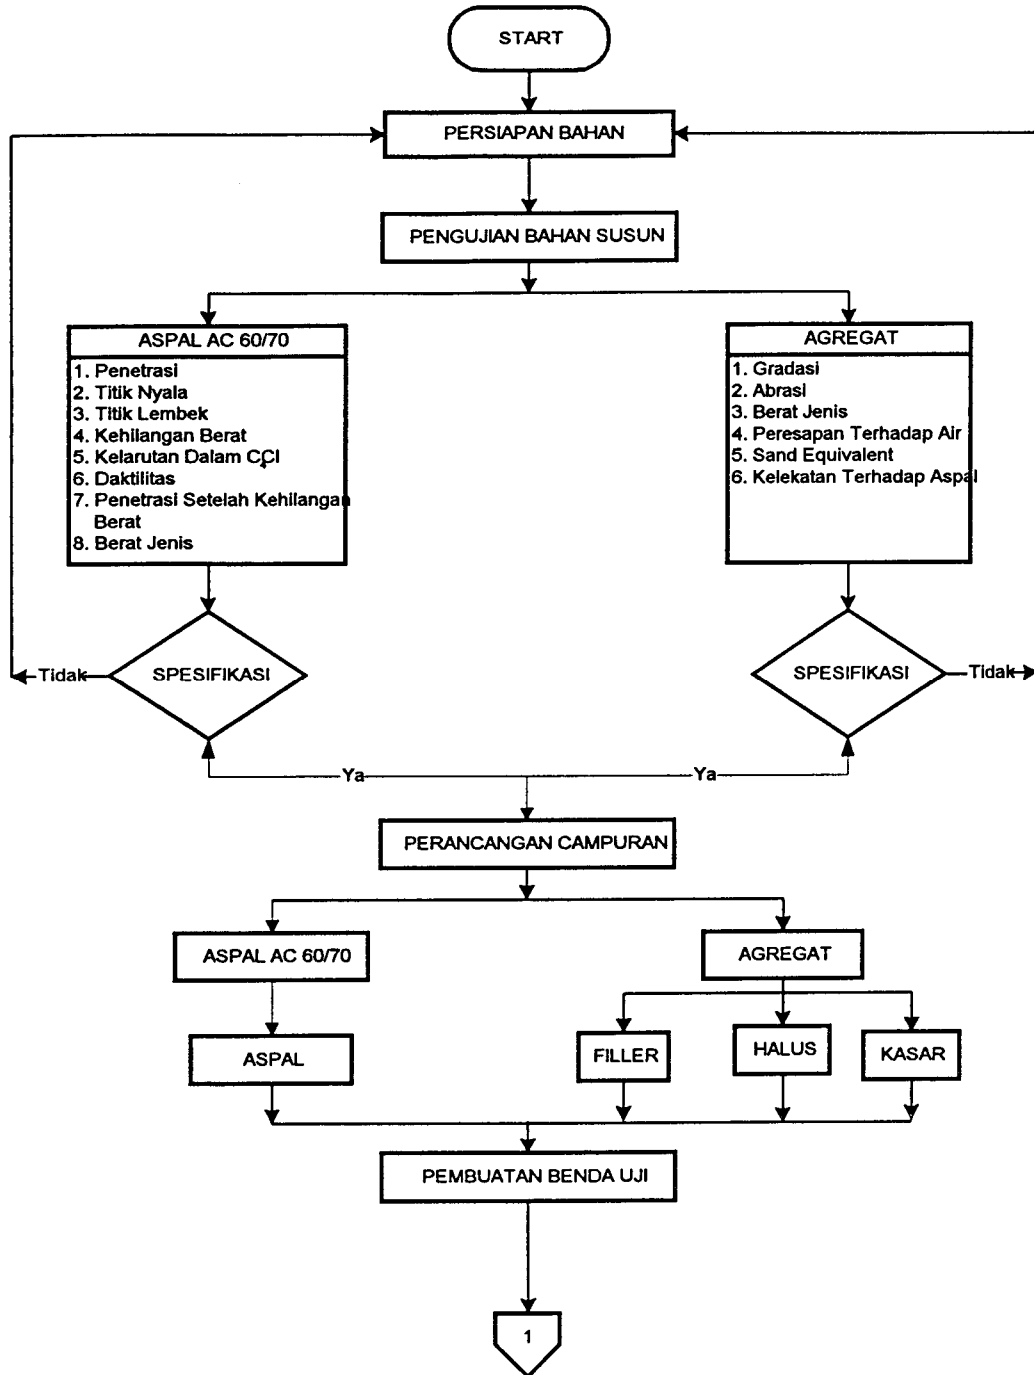 START
PERSIAPAN BAHAN
PENGUJIAN BAHAN SUSUN
ASPAL AC 60/70
1. Penetrasi
2. Titik Nyala
3. Titik Lembek
4. Kehilangan Berat
5. Kelarutan Dalam CCl4
6. Daktilitas
7. Penetrasi Setelah Kehilangan
Berat
8. Berat Jenis
AGREGAT
1. Gradasi
2. Abrasi
3. Berat Jenis
4. Peresapan Terhadap Air
5. Sand Equivalent
6. Kelekatan Terhadap Aspal
Tidak
SPESIFIKASI
SPESIFIKASI
Tidak
Ya
Ya
PERANCANGAN CAMPURAN
ASPAL AC 60/70
AGREGAT
ASPAL
FILLER
HALUS
KASAR
PEMBUATAN BENDA UJI
1